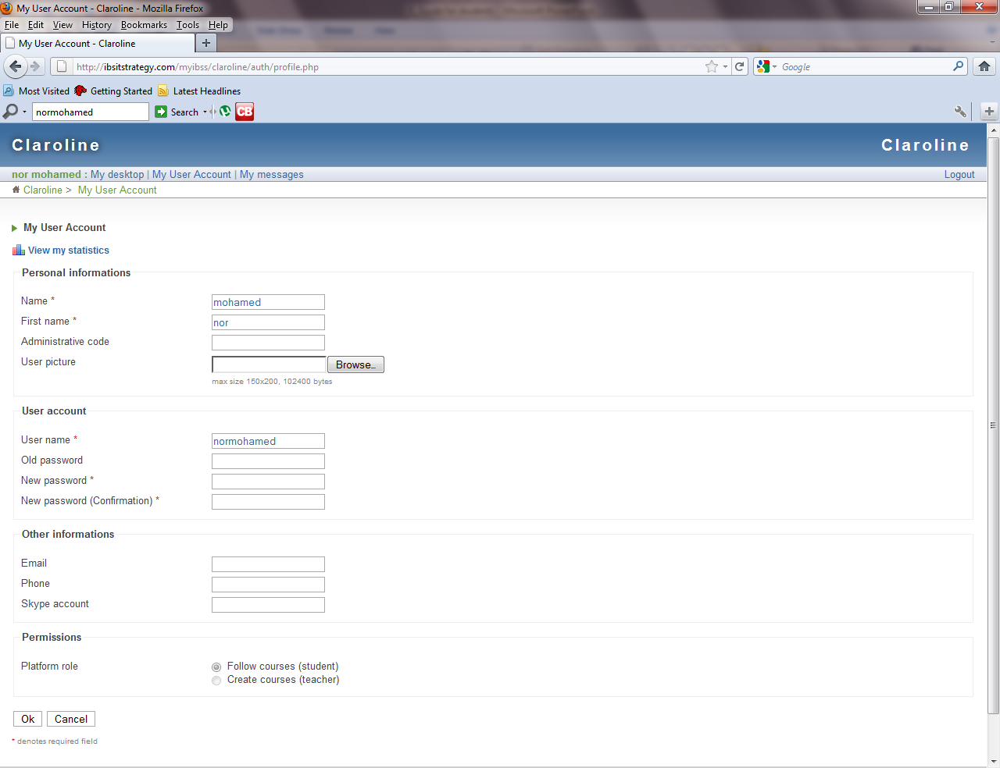 My User Account - Claroline - Mozilla Firefox
File Edit View History Bookmarks Tools Help
My User Account - Claroline
http://ibsitstrategy.com/myibss/claroline/auth/profile.php
Google
Most Visited Getting Started Latest Headlines
normohamed Search CB
Claroline Claroline
nor mohamed : My desktop | My User Account | My messages Logout
Claroline > My User Account
My User Account
View my statistics
Personal informations
Name * mohamed
First name * nor
Administrative code
User picture Browse...
max size 150x200, 102400 bytes
User account
User name * normohamed
Old password
New password *
New password (Confirmation) *
Other informations
Email
Phone
Skype account
Permissions
Platform role Follow courses (student)
Create courses (teacher)
Ok Cancel
* denotes required field